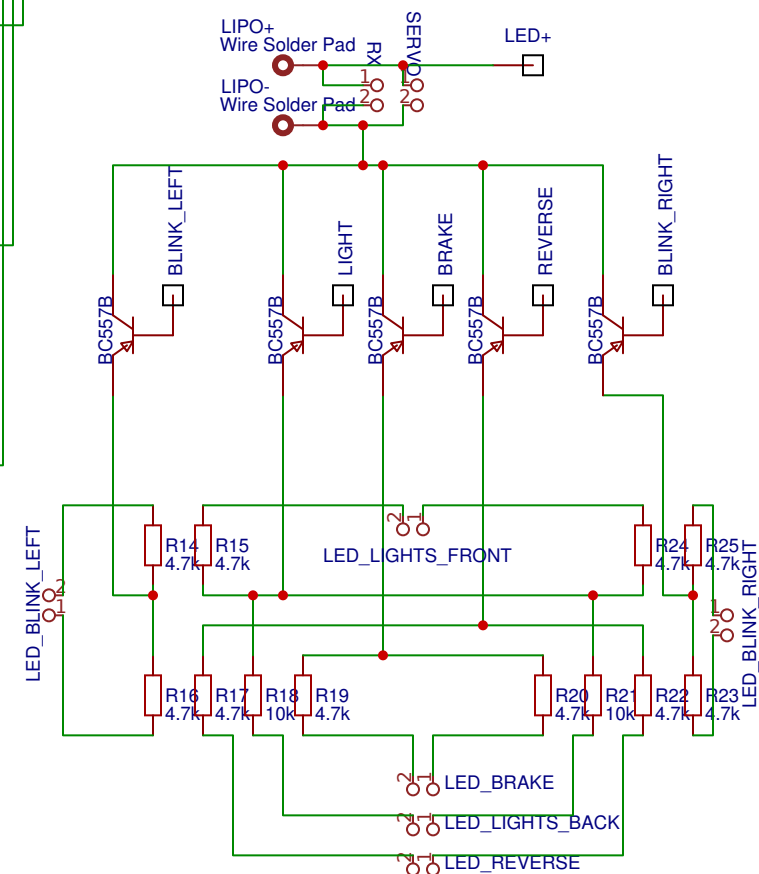 LIPO+
Wire Solder Pad
RX
SERVO
LED+
1
1
LIPO-
Wire Solder Pad
2
2
BLINK_LEFT
LIGHT
BRAKE
REVERSE
BLINK_RIGHT
BC557B
BC557B
BC557B
BC557B
BC557B
2
1
LED_LIGHTS_FRONT
R14
4.7k
R15
4.7k
R24
4.7k
R25
4.7k
LED_BLINK_LEFT
2
1
1
2
LED_BLINK_RIGHT
R16
4.7k
R17
4.7k
R18
10k
R19
4.7k
R20
4.7k
R21
10k
R22
4.7k
R23
4.7k
2
1
LED_BRAKE
2
1
LED_LIGHTS_BACK
2
1
LED_REVERSE